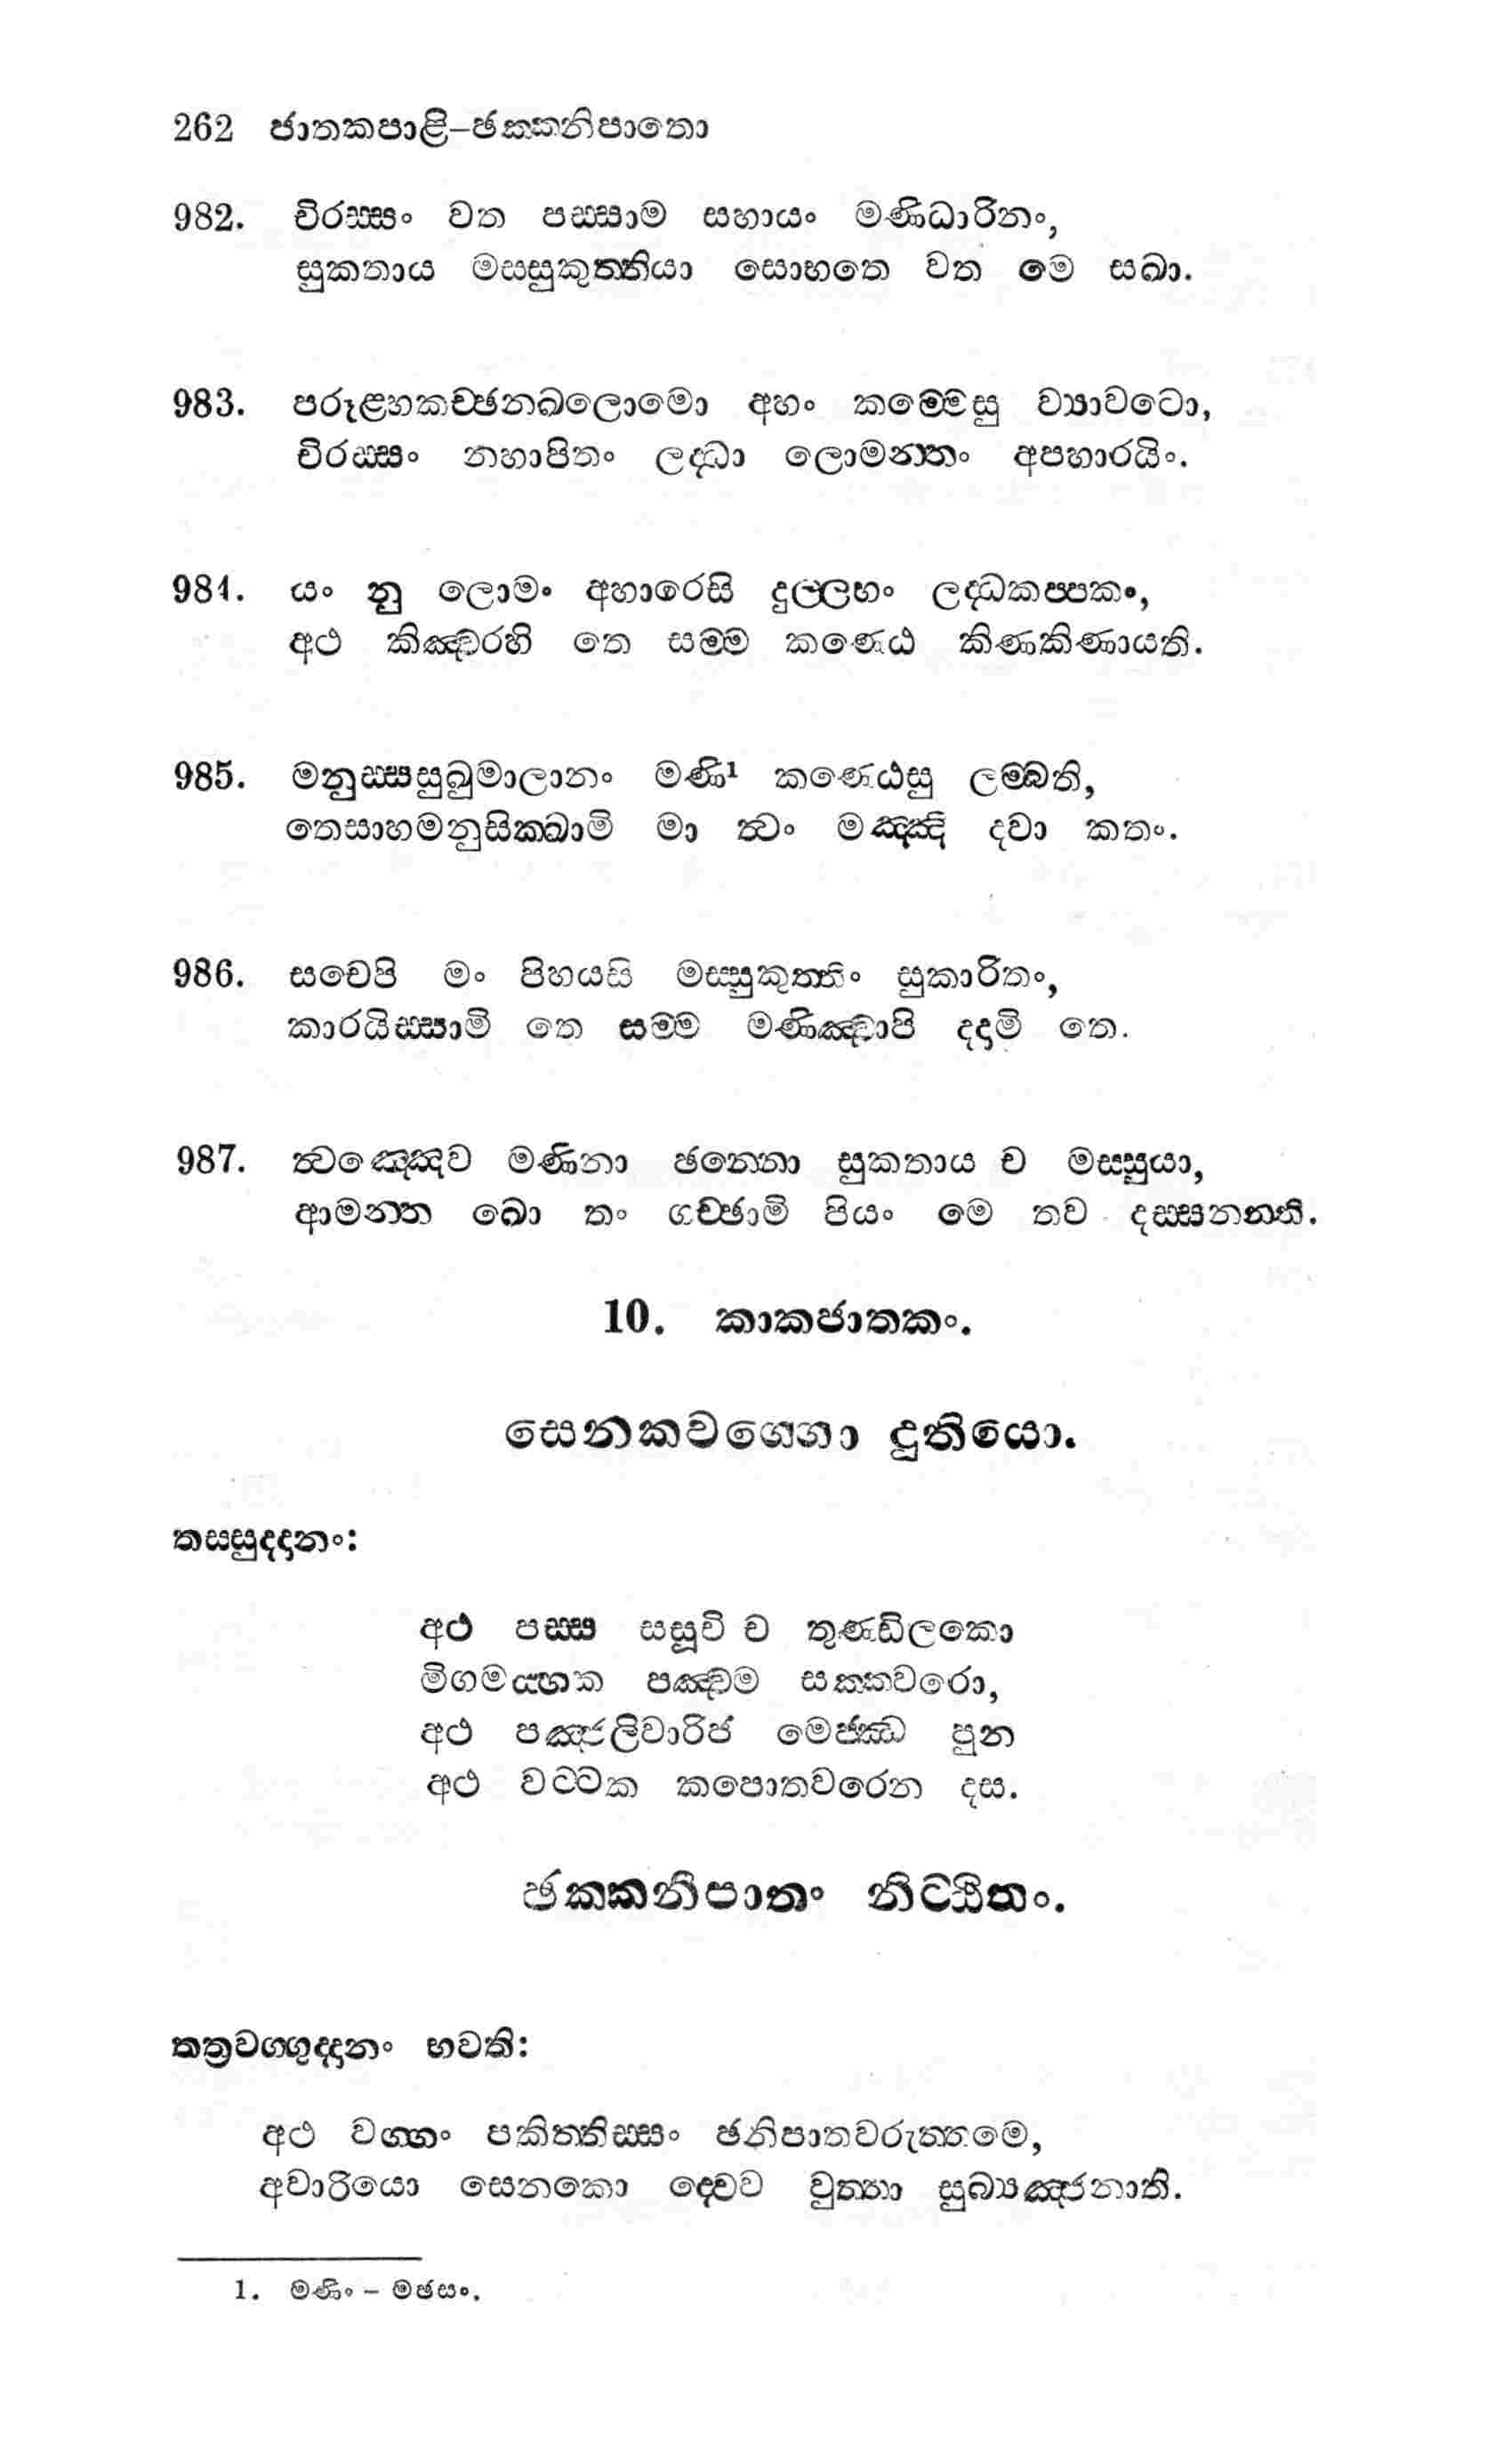 262 ජාතකපාළි–ඡක්කනිපාතො
982. චිරස්සං වත පස්සාම සහායං මණිධාරිනං,
සුකතාය මස්සුකුත්තියා සොභතෙ වත මෙ සඛා.
983. පරූළ්හකච්ඡනඛලොමො අහං කම්මෙසු ව්‍යාවටො,
චිරස්සං නහාපිතං ලද්ධා ලොමන්තං අපහාරයිං.
984. යං නු ලොමං අහාරෙසි දුල්ලභං ලද්ධකප්පකං,
අථ කිඤ්චරහි තෙ සම්ම කණ්ඨෙ කිණකිණායති.
985. මනුස්සසුඛුමාලානං මණි¹ කණ්ඨෙසු ලම්බති,
තෙසාහමනුසික්ඛාමි මා ත්‍වං මඤ්ඤි දවා කතං.
986. සචෙපි මං පිහයසි මස්සුකුත්තිං සුකාරිතං,
කාරයිස්සාමි තෙ සම්ම මණිඤ්චාපි දදාමි තෙ.
987. ත්‍වඤ්ඤෙව මණිනා ඡන්නො සුකතාය ච මස්සුයා,
ආමන්ත ඛො තං ගච්ඡාමි පියං මෙ තව දස්සනන්ති.
10. කාකජාතකං.
සෙනකවග්ගො දුතියො.
තස්සුද්දානං:
අථ පස්ස සසූචි ච තුණ්ඩිලකො
මිගමය්හක පඤ්චම සක්කවරො,
අථ පඤ්ජලිවාරිජ මෙජ්ඣ පුන
අථ වට්ටක කපොතවරෙන දස.
ඡක්කනිපාතං නිට්ඨිතං.
තත්‍රවග්ගුද්දානං භවති:
අථ වග්ගං පකිත්තිස්සං ඡනිපාතවරුත්තමෙ,
අවාරියො සෙනකො ද්වෙච වුත්තා සුබ්‍යඤ්ජනාති.
1. මණිං – මඡසං.